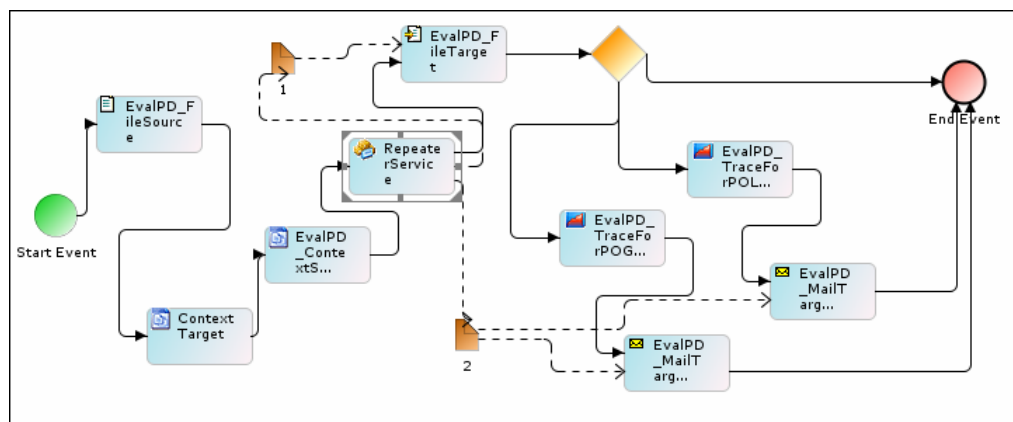 EvalPD_F
ileTarge
t
1
EvalPD_F
ileSourc
e
End Event
Repeate
rServic
e
EvalPD_
TraceFo
rPOL...
Start Event
EvalPD
_Conte
xtS...
EvalPD_
TraceFo
rPOG...
EvalPD
_MailT
arg...
Context
Target
2
EvalPD
_MailT
arg...